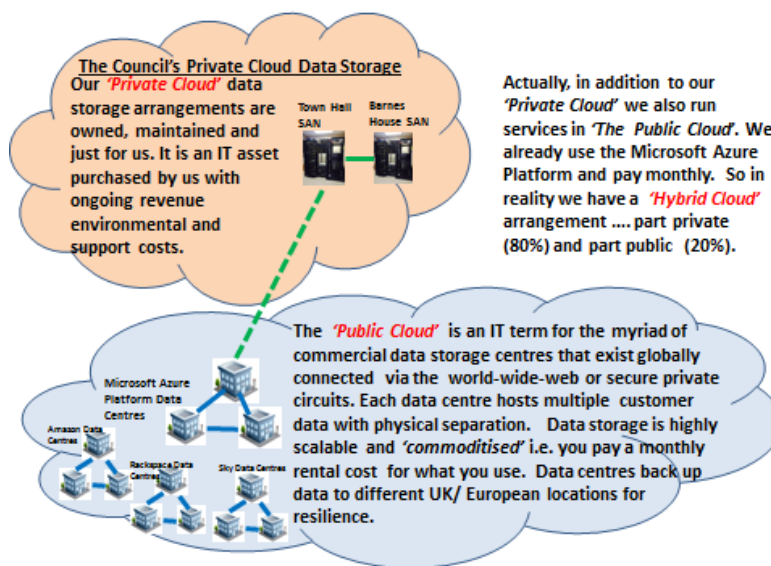 The Council's Private Cloud Data Storage
Our 'Private Cloud' data
storage arrangements are
owned, maintained and
just for us. It is an IT asset
purchased by us with
ongoing revenue
environmental and
support costs.
Town Hall
SAN
Barnes
House SAN
Actually, in addition to our
'Private Cloud' we also run
services in 'The Public Cloud'. We
already use the Microsoft Azure
Platform and pay monthly. So in
reality we have a 'Hybrid Cloud'
arrangement .... part private
(80%) and part public (20%).
The 'Public Cloud' is an IT term for the myriad of
commercial data storage centres that exist globally
connected via the world-wide-web or secure private
circuits. Each data centre hosts multiple customer
data with physical separation. Data storage is highly
scalable and 'commoditised' i.e. you pay a monthly
rental cost for what you use. Data centres back up
data to different UK/ European locations for
resilience.
Microsoft Azure
Platform Data
Centres
Amazon Data
Centres
Rackspace Data
Centres
Sky Data Centres